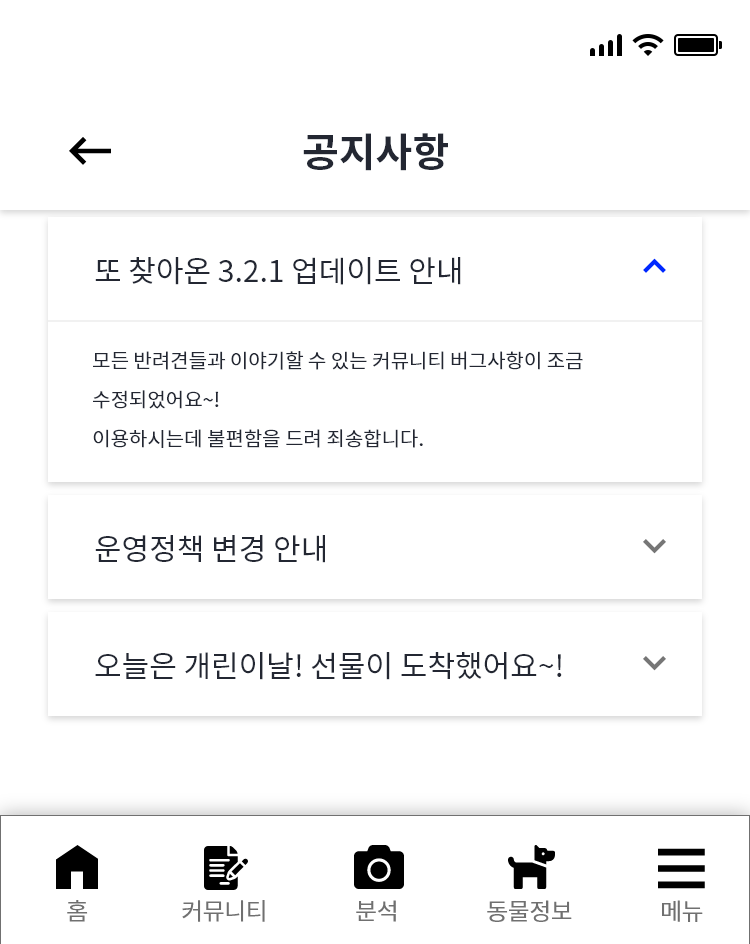 공지사항
또 찾아온 3.2.1 업데이트 안내
모든 반려견들과 이야기할 수 있는 커뮤니티 버그사항이 조금
수정되었어요~!
이용하시는데 불편함을 드려 죄송합니다.
운영정책 변경 안내
오늘은 개린이날! 선물이 도착했어요~!
홈 커뮤니티 분석 동물정보 메뉴